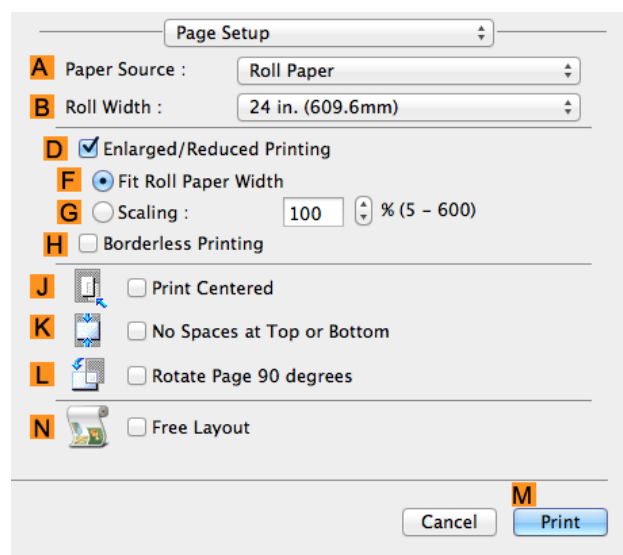 Page Setup
A Paper Source : Roll Paper
B Roll Width : 24 in. (609.6mm)
D Enlarged/Reduced Printing
F Fit Roll Paper Width
G Scaling : 100 % (5 – 600)
H Borderless Printing
J Print Centered
K No Spaces at Top or Bottom
L Rotate Page 90 degrees
N Free Layout
M
Cancel Print